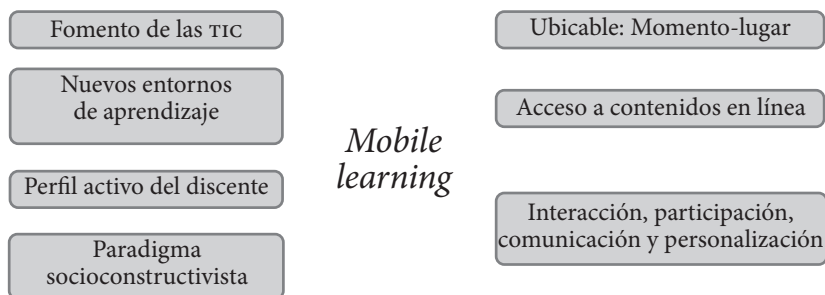 Fomento de las TIC
Nuevos entornos
de aprendizaje
Perfil activo del discente
Paradigma
socioconstructivista
Mobile
learning
Ubicable: Momento-lugar
Acceso a contenidos en línea
Interacción, participación,
comunicación y personalización